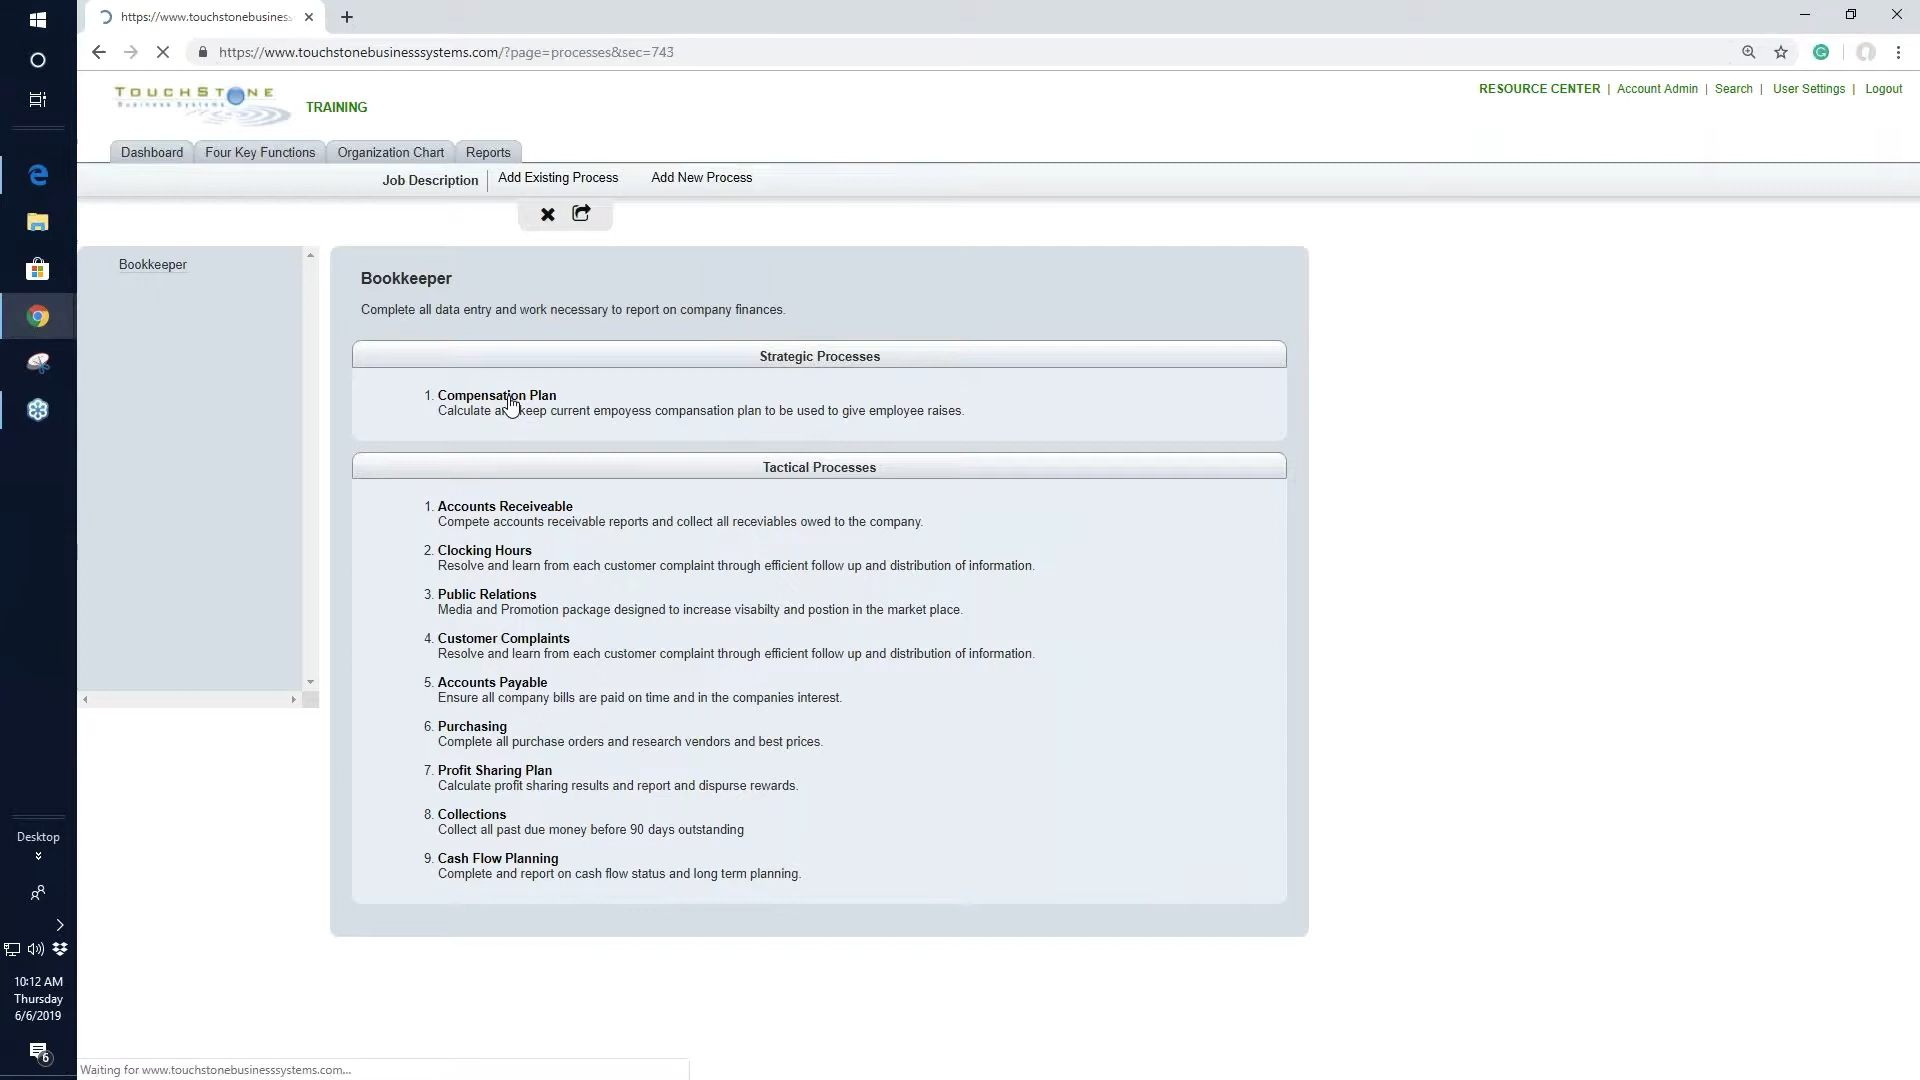 https://www.touchstonebusiness
https://www.touchstonebusinesssystems.com/?page=processes&sec=743
TOUCHSTONE
Business Systems
TRAINING
RESOURCE CENTER | Account Admin | Search | User Settings | Logout
Dashboard Four Key Functions Organization Chart Reports
Job Description Add Existing Process Add New Process
Bookkeeper
Bookkeeper
Complete all data entry and work necessary to report on company finances.
Strategic Processes
1. Compensation Plan
Calculate and keep current empoyess compansation plan to be used to give employee raises.
Tactical Processes
1. Accounts Receiveable
Compete accounts receivable reports and collect all receviables owed to the company.
2. Clocking Hours
Resolve and learn from each customer complaint through efficient follow up and distribution of information.
3. Public Relations
Media and Promotion package designed to increase visabilty and postion in the market place.
4. Customer Complaints
Resolve and learn from each customer complaint through efficient follow up and distribution of information.
5. Accounts Payable
Ensure all company bills are paid on time and in the companies interest.
6. Purchasing
Complete all purchase orders and research vendors and best prices.
7. Profit Sharing Plan
Calculate profit sharing results and report and dispurse rewards.
8. Collections
Collect all past due money before 90 days outstanding
9. Cash Flow Planning
Complete and report on cash flow status and long term planning.
Desktop
10:12 AM
Thursday
6/6/2019
6
Waiting for www.touchstonebusinesssystems.com...